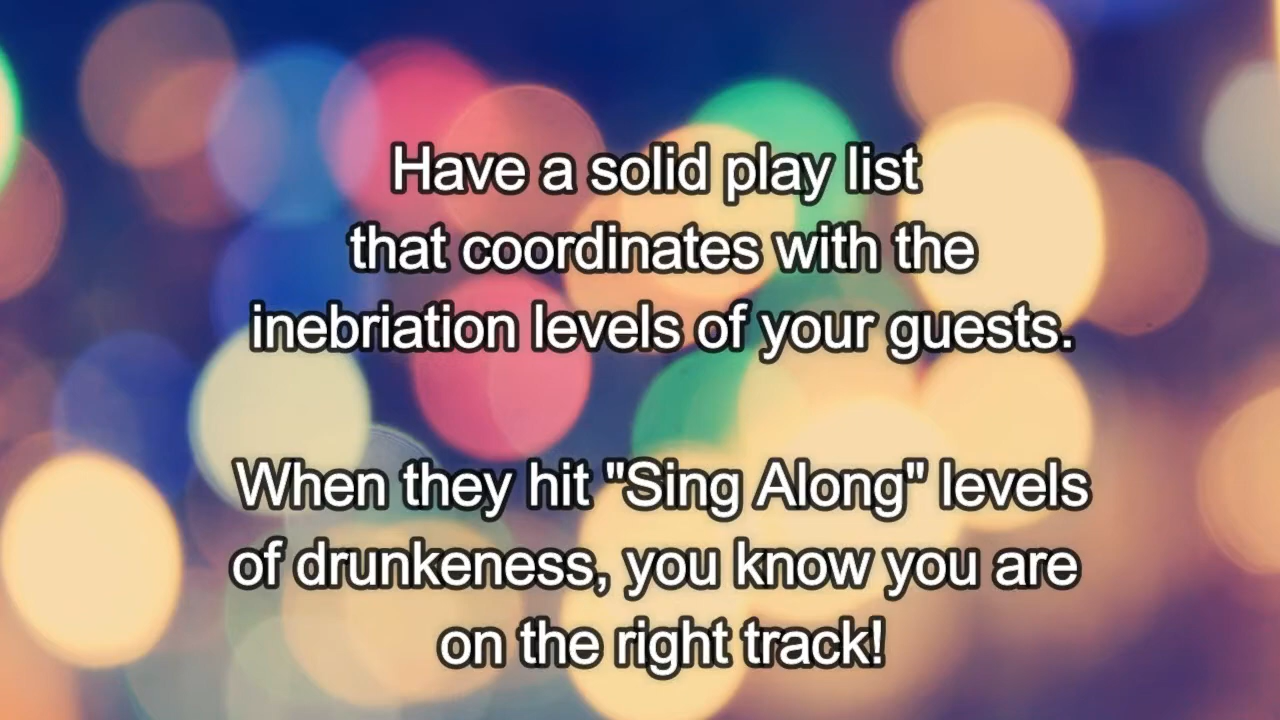 Have a solid play list
that coordinates with the
inebriation levels of your guests.
When they hit "Sing Along" levels
of drunkeness, you know you are
on the right track!